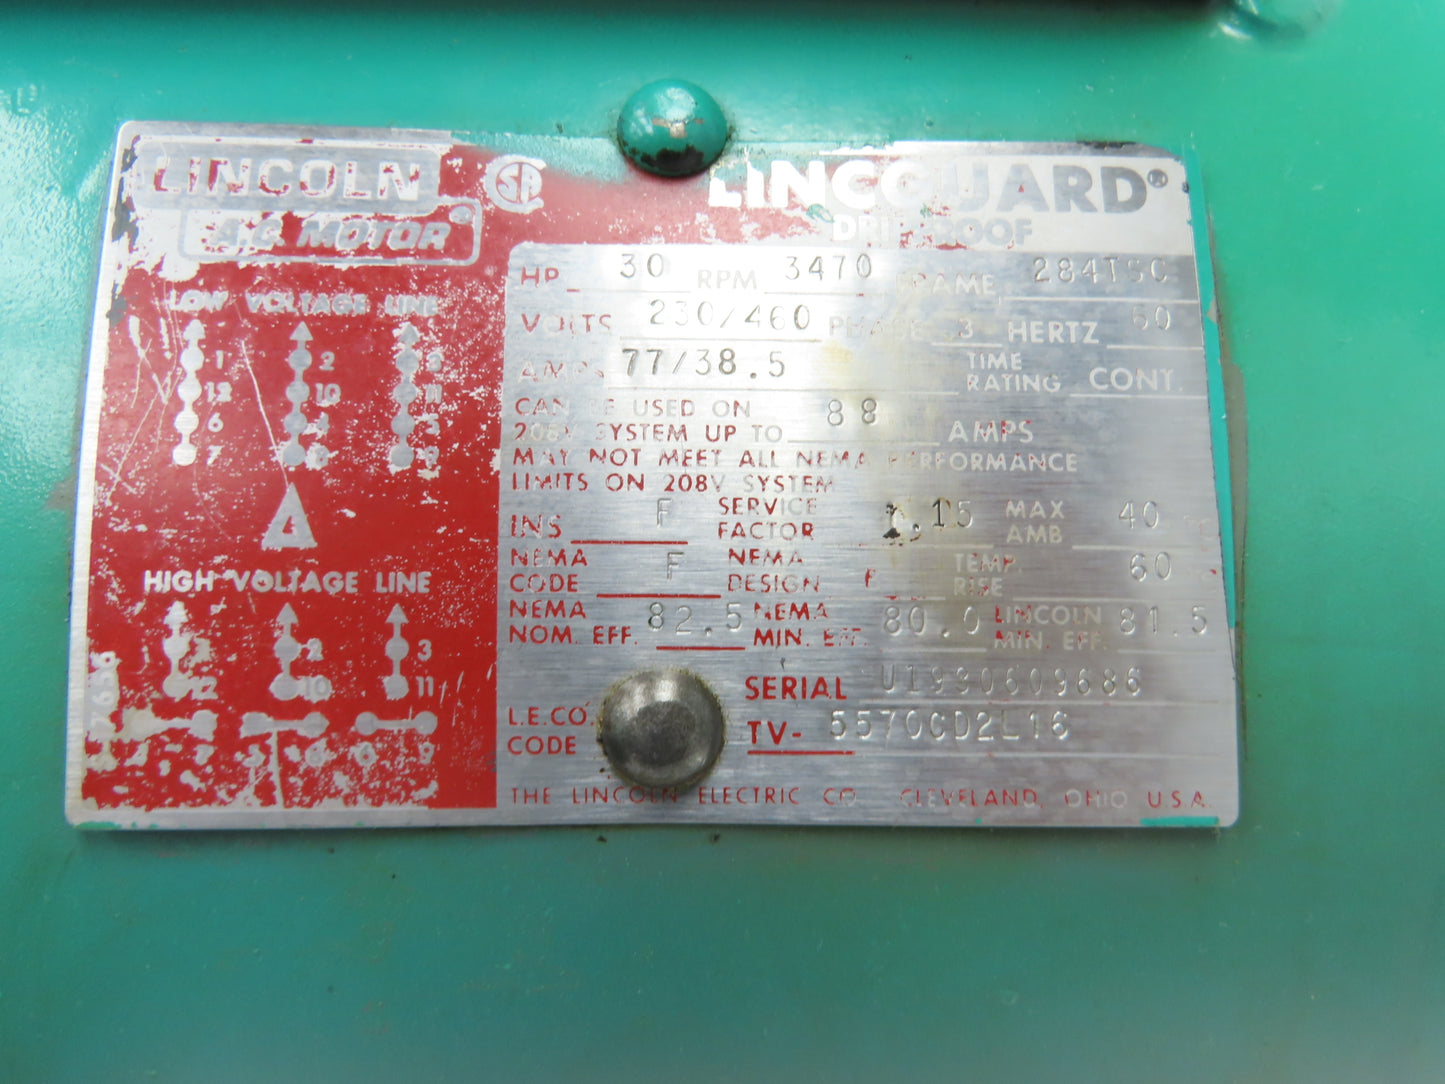 LINCOLN
A.C. MOTOR
SA
LINCGUARD®
DRIP PROOF
HP 30 RPM 3470 FRAME 284TSC
VOLTS 230/460 PHASE 3 HERTZ 60
AMPS 77/38.5 TIME RATING CONT.
CAN BE USED ON
208V SYSTEM UP TO 88 AMPS
MAY NOT MEET ALL NEMA PERFORMANCE
LIMITS ON 208V SYSTEM
INS F SERVICE FACTOR 1.15 MAX AMB 40
NEMA CODE F NEMA DESIGN TEMP. RISE 60
NEMA NOM. EFF. 82.5 NEMA MIN. EFF. 80.0 LINCOLN MIN. EFF. 81.5
SERIAL U1930609686
L.E.CO. CODE TV- 5570CD2L16
THE LINCOLN ELECTRIC CO. CLEVELAND, OHIO U.S.A.
LOW VOLTAGE LINE
1 2
12 10 11
6 4 5
7
HIGH VOLTAGE LINE
2 3
12 10 11
7 9